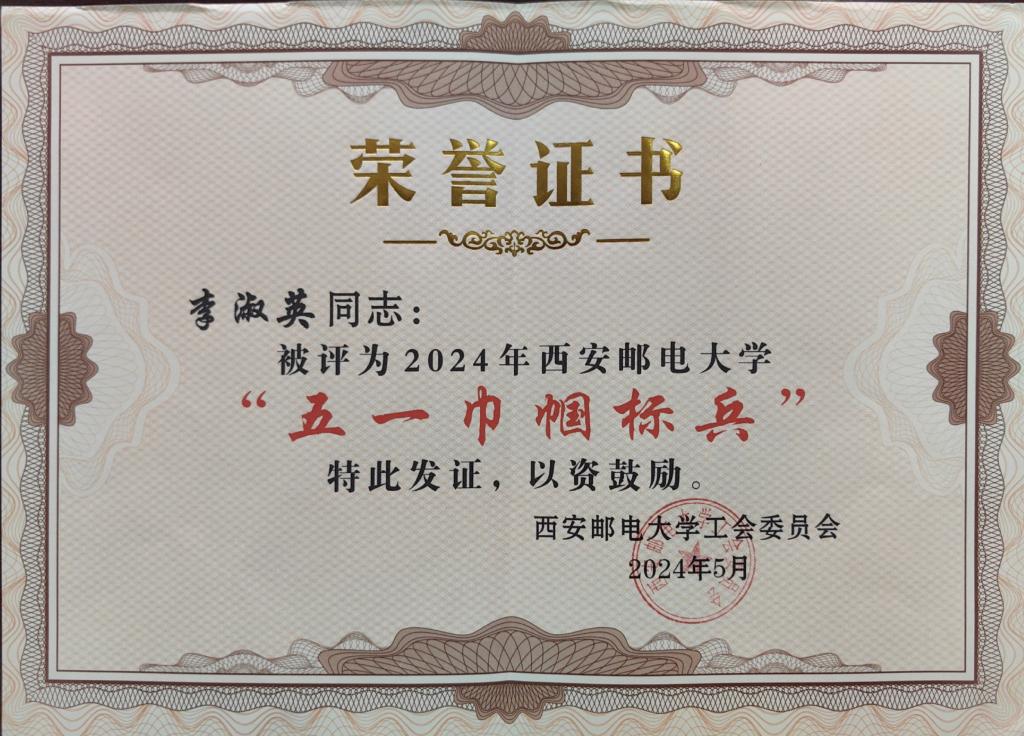 荣誉证书
李淑英同志：
被评为2024年西安邮电大学
“五一巾帼标兵”
特此发证，以资鼓励。
西安邮电大学工会委员会
2024年5月